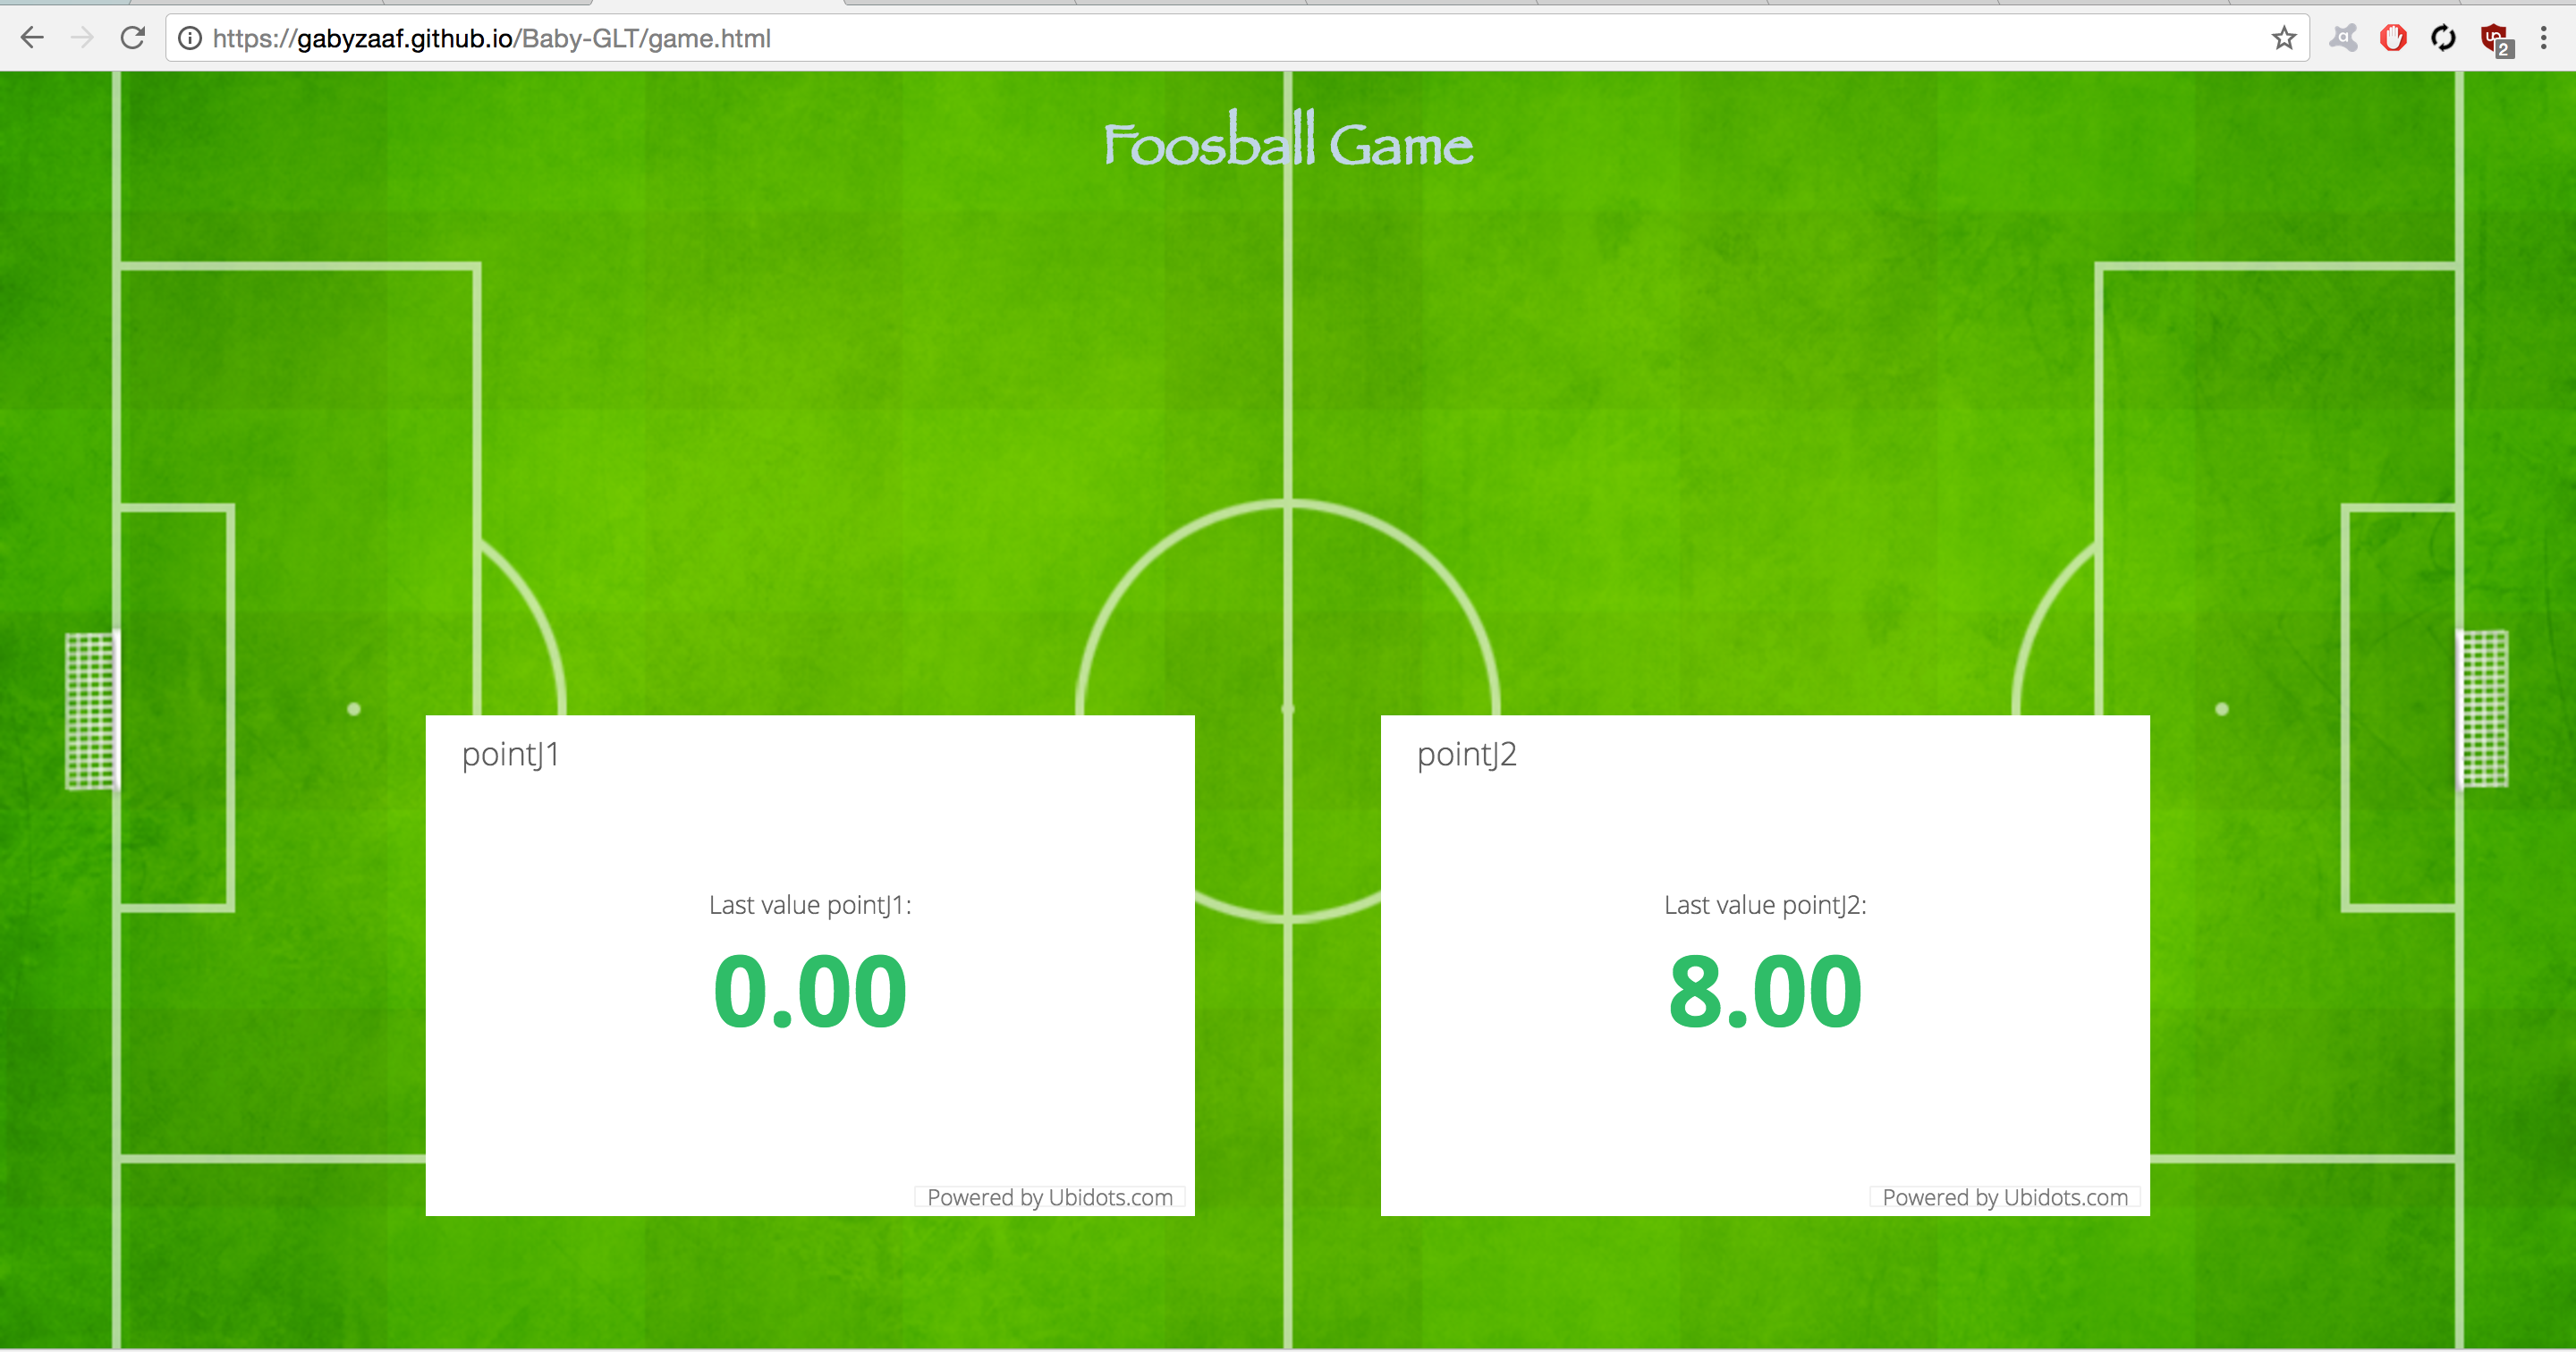 https://gabyzaaf.github.io/Baby-GLT/game.html
2
Foosball Game
pointJ1
Last value pointJ1:
0.00
Powered by Ubidots.com
pointJ2
Last value pointJ2:
8.00
Powered by Ubidots.com